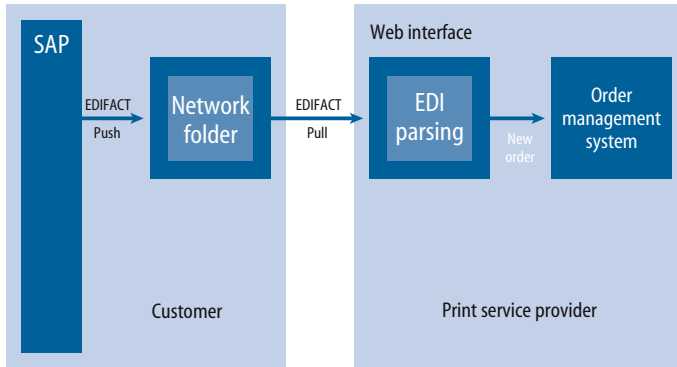 SAP
EDIFACT
Push
Network
folder
EDIFACT
Pull
Web interface
EDI
parsing
New
order
Order
management
system
Customer
Print service provider